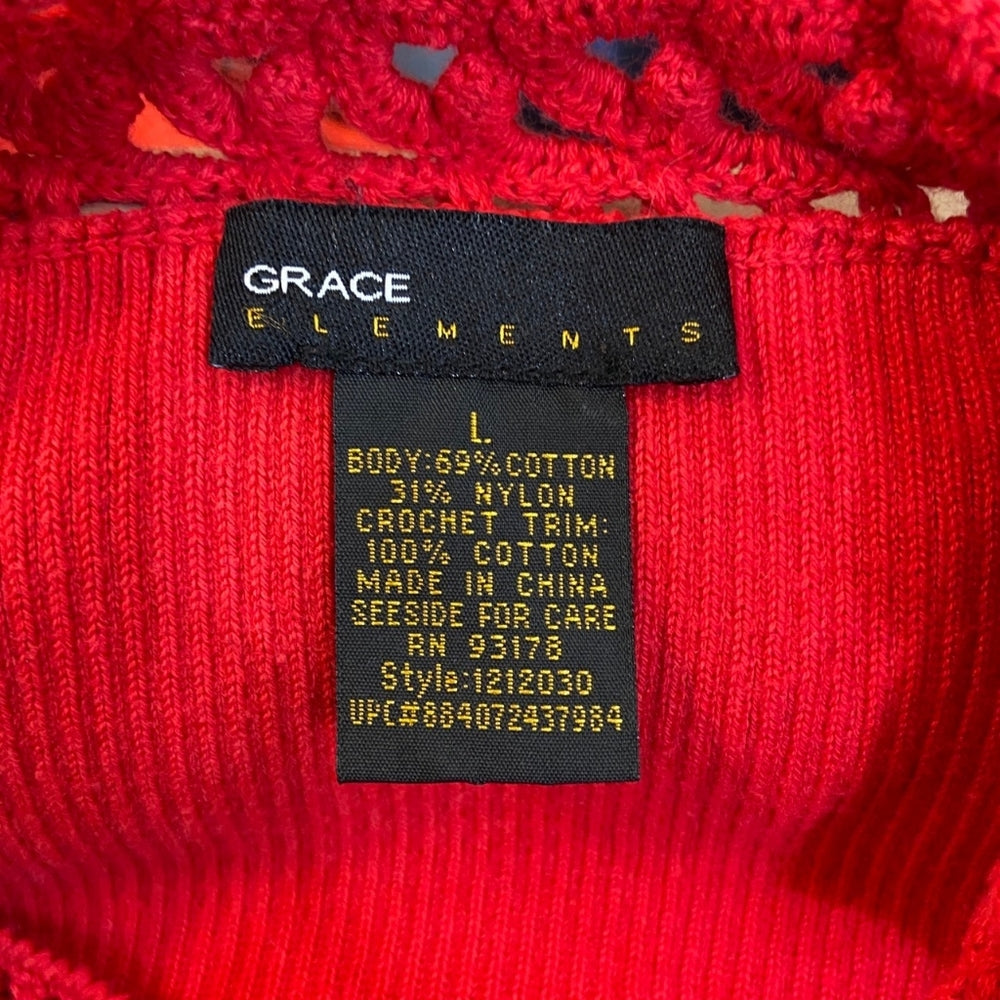 GRACE
ELEMENTS
L
BODY:69%COTTON
31% NYLON
CROCHET TRIM:
100% COTTON
MADE IN CHINA
SEESIDE FOR CARE
RN 93178
Style:1212030
UPC#884072437984